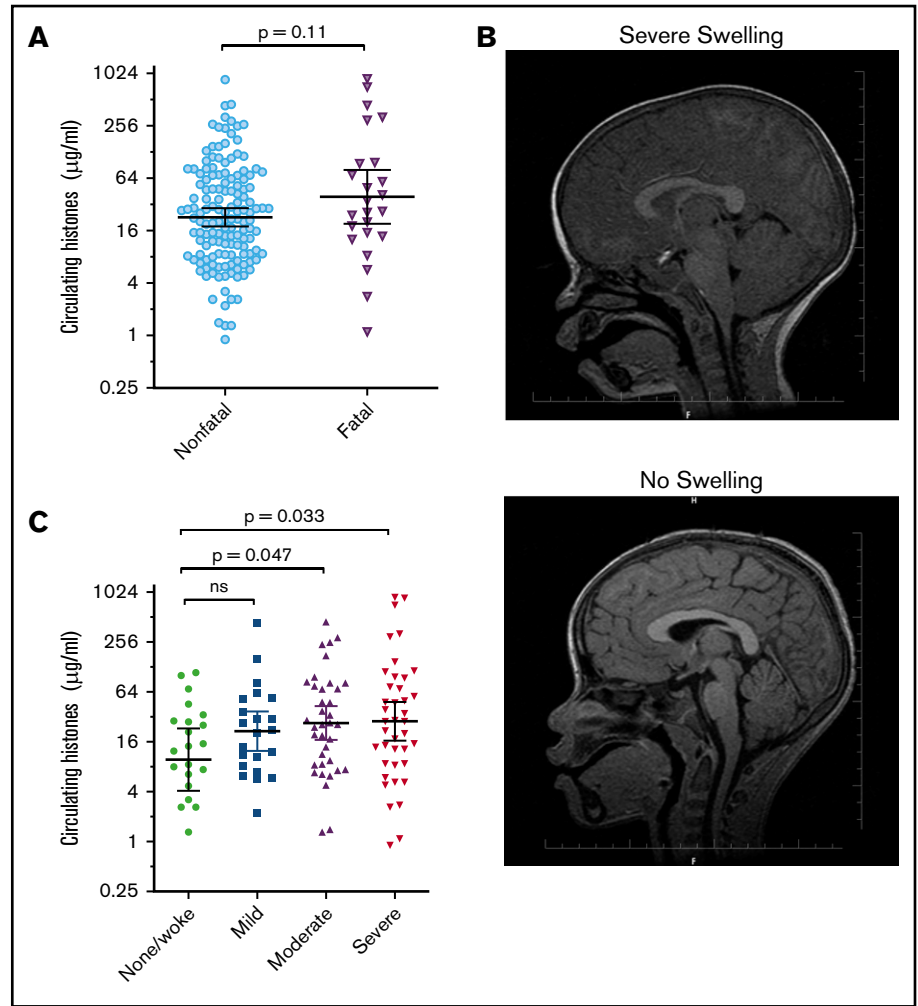 A
p = 0.11
Circulating histones (µg/ml)
1024
256
64
16
4
1
0.25
Nonfatal
Fatal
B
Severe Swelling
F
No Swelling
H
F
C
p = 0.033
p = 0.047
ns
Circulating histones (µg/ml)
1024
256
64
16
4
1
0.25
None/woke
Mild
Moderate
Severe